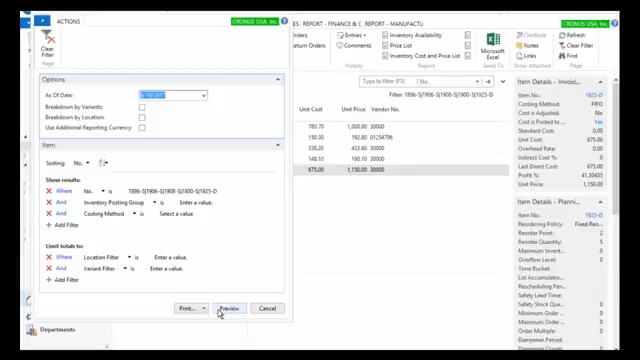 ACTIONS
CRONUS USA, Inc.
Clear
Filter
Options
As Of Date:
Breakdown by Variants:
Breakdown by Location:
Use Additional Reporting Currency:
Item
Sorting: No.
Show results:
Where No. is 1896-S|1906-S|1908-S|1900-S|1925-D
And Inventory Posting Group is Enter a value.
And Costing Method is Select a value
Add Filter
Limit totals to:
Where Location Filter is Enter a value.
And Variant Filter is Enter a value.
Add Filter
Print... Preview Cancel
Departments
REPORT - FINANCE & C REPORT - MANUFACTU
CRONUS USA, Inc.
Orders
Return Orders
Entries
Comments
Inventory Availability
Price List
Inventory Cost and Price List
Microsoft
Excel
OneNote
Notes
Links
Refresh
Clear Filter
Find
Report
Send To
Show Attached
Page
Type to filter (F3) No.
Filter: 1896-S|1906-S|1908-S|1900-S|1925-D
Unit Cost Unit Price Vendor No.
780.70 1,000.80 30000
150.30 192.80 01254796
338.20 433.60 30000
148.10 190.10 30000
675.00 1,150.00 30000
Item Details - Invoici...
Item No.: 1925-D
Costing Method: FIFO
Cost is Adjusted: No
Cost is Posted to ... Yes
Standard Cost: 0.00
Unit Cost: 675.00
Overhead Rate: 0.00
Indirect Cost %: 0
Last Direct Cost: 675.00
Profit %: 41.30435
Unit Price: 1,150.00
Item Details - Planni...
Item No.: 1925-D
Reordering Policy: Fixed Reo...
Reorder Point: 2
Reorder Quantity: 5
Maximum Invent...
Overflow Level: 0
Time Bucket:
Lot Accumulation...
Rescheduling Peri...
Safety Lead Time:
Safety Stock Qua... 0
Minimum Order ... 0
Maximum Order ... 0
Order Multiple: 0
Dampener Period: